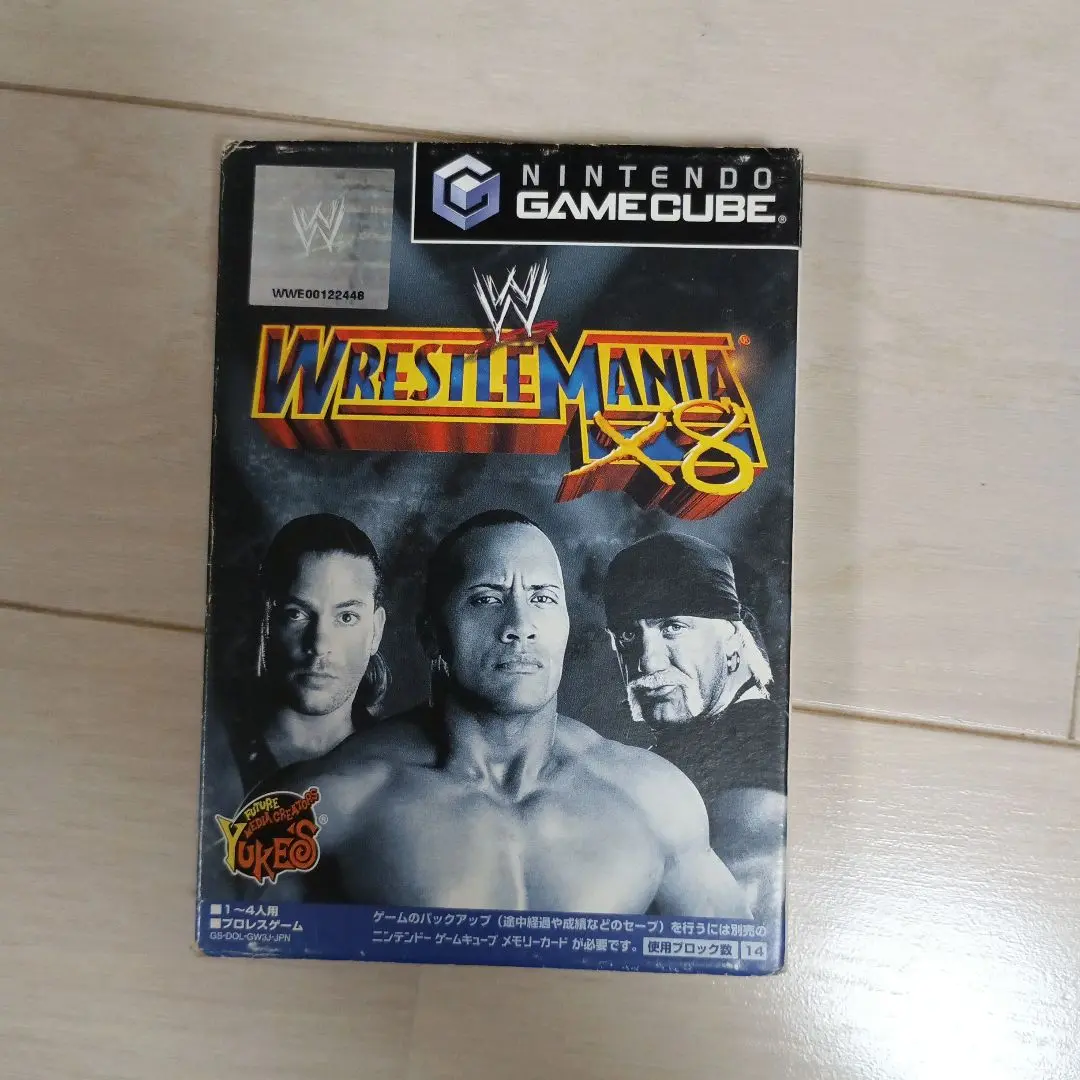 NINTENDO
GAMECUBE®
W
WWE00122448
W
WRESTLEMANIA®
X8
FUTURE
MEDIA CREATORS
YUKE'S®
■1〜4人用
■プロレスゲーム
GS-DOL-GW3J-JPN
ゲームのバックアップ（途中経過や成績などのセーブ）を行うには別売の
ニンテンドー ゲームキューブ メモリーカード が必要です。 使用ブロック数 14